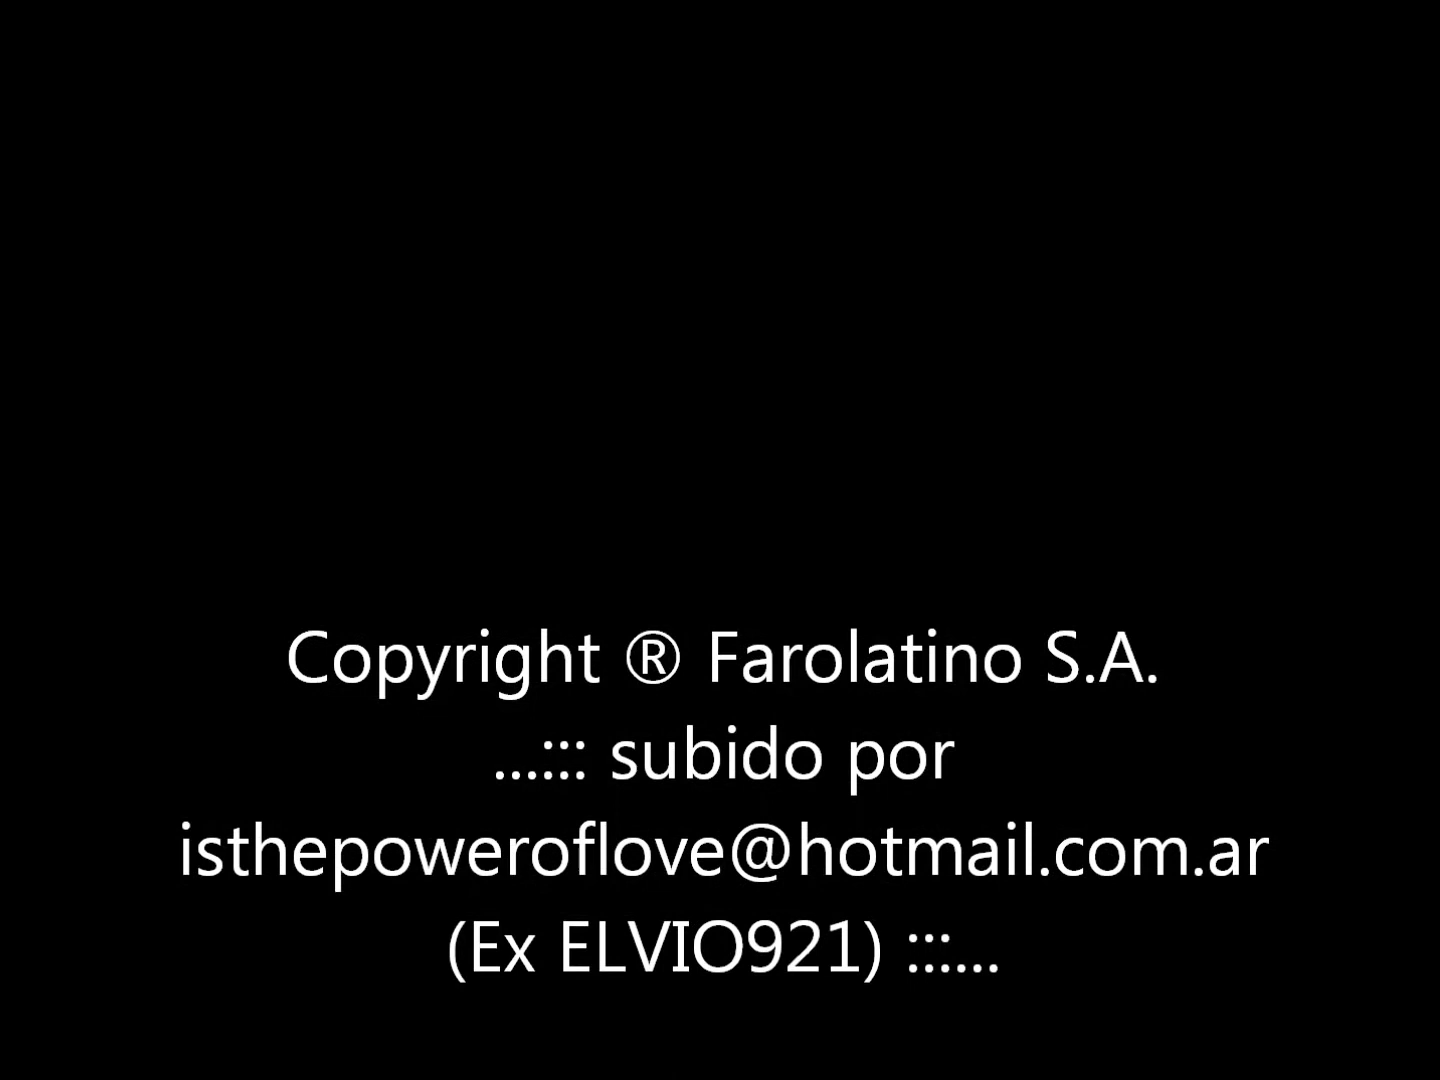 Copyright ® Farolatino S.A.
...::: subido por
isthepoweroflove@hotmail.com.ar
(Ex ELVIO921) :::...